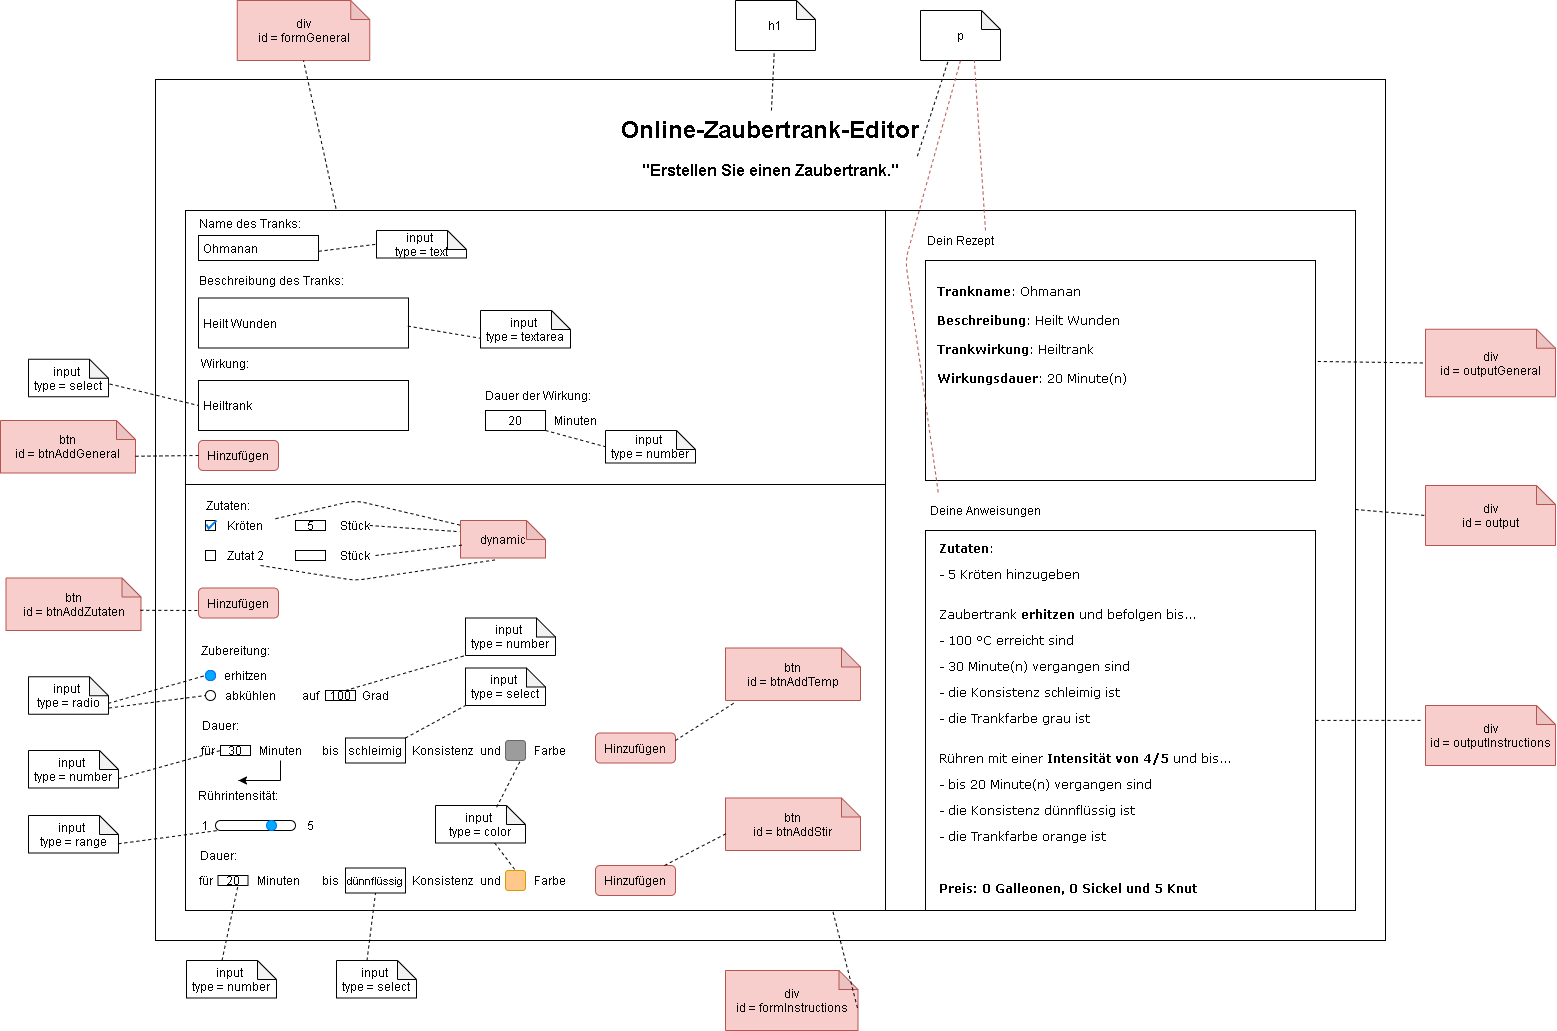 div
id = formGeneral
h1
p
Online-Zaubertrank-Editor
"Erstellen Sie einen Zaubertrank."
Name des Tranks:
Ohmanan
input
type = text
Beschreibung des Tranks:
Heilt Wunden
input
type = textarea
Wirkung:
input
type = select
Heiltrank
Dauer der Wirkung:
20 Minuten
input
type = number
btn
id = btnAddGeneral
Hinzufügen
Zutaten:
Kröten 5 Stück
Zutat 2 Stück
dynamic
btn
id = btnAddZutaten
Hinzufügen
input
type = number
Zubereitung:
erhitzen
abkühlen auf 100 Grad
input
type = radio
input
type = select
btn
id = btnAddTemp
Dauer:
für 30 Minuten bis schleimig Konsistenz und Farbe
Hinzufügen
input
type = number
Rührintensität:
1 5
input
type = range
input
type = color
btn
id = btnAddStir
Dauer:
für 20 Minuten bis dünnflüssig Konsistenz und Farbe
Hinzufügen
input
type = number
input
type = select
div
id = formInstructions
Dein Rezept
Trankname: Ohmanan
Beschreibung: Heilt Wunden
Trankwirkung: Heiltrank
Wirkungsdauer: 20 Minute(n)
div
id = outputGeneral
div
id = output
Deine Anweisungen
Zutaten:
- 5 Kröten hinzugeben
Zaubertrank erhitzen und befolgen bis...
- 100 °C erreicht sind
- 30 Minute(n) vergangen sind
- die Konsistenz schleimig ist
- die Trankfarbe grau ist
Rühren mit einer Intensität von 4/5 und bis...
- bis 20 Minute(n) vergangen sind
- die Konsistenz dünnflüssig ist
- die Trankfarbe orange ist
Preis: 0 Galleonen, 0 Sickel und 5 Knut
div
id = outputInstructions